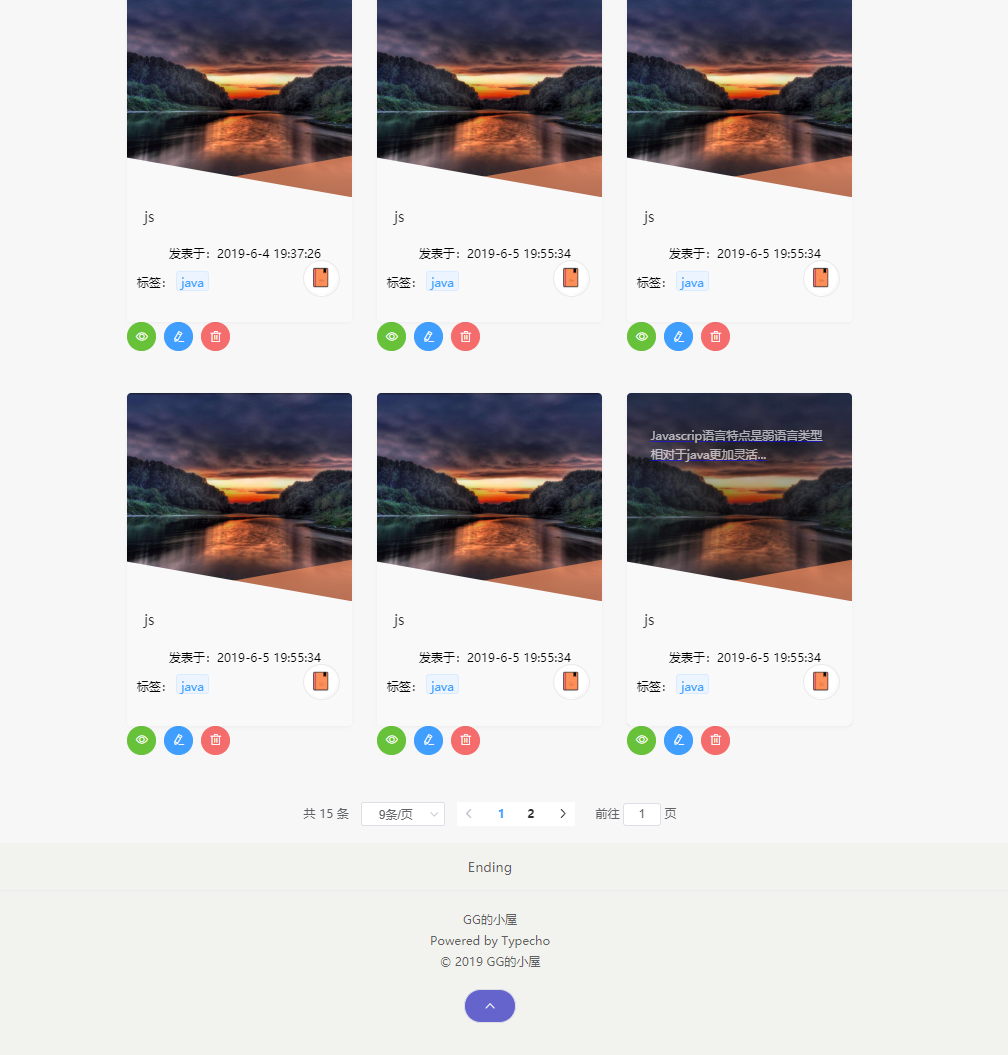 js
js
js
发表于：2019-6-4 19:37:26
发表于：2019-6-5 19:55:34
发表于：2019-6-5 19:55:34
标签： java
标签： java
标签： java
Javascrip语言特点是弱语言类型
相对于java更加灵活...
js
js
js
发表于：2019-6-5 19:55:34
发表于：2019-6-5 19:55:34
发表于：2019-6-5 19:55:34
标签： java
标签： java
标签： java
共 15 条 9条/页 1 2 前往 1 页
Ending
GG的小屋
Powered by Typecho
© 2019 GG的小屋